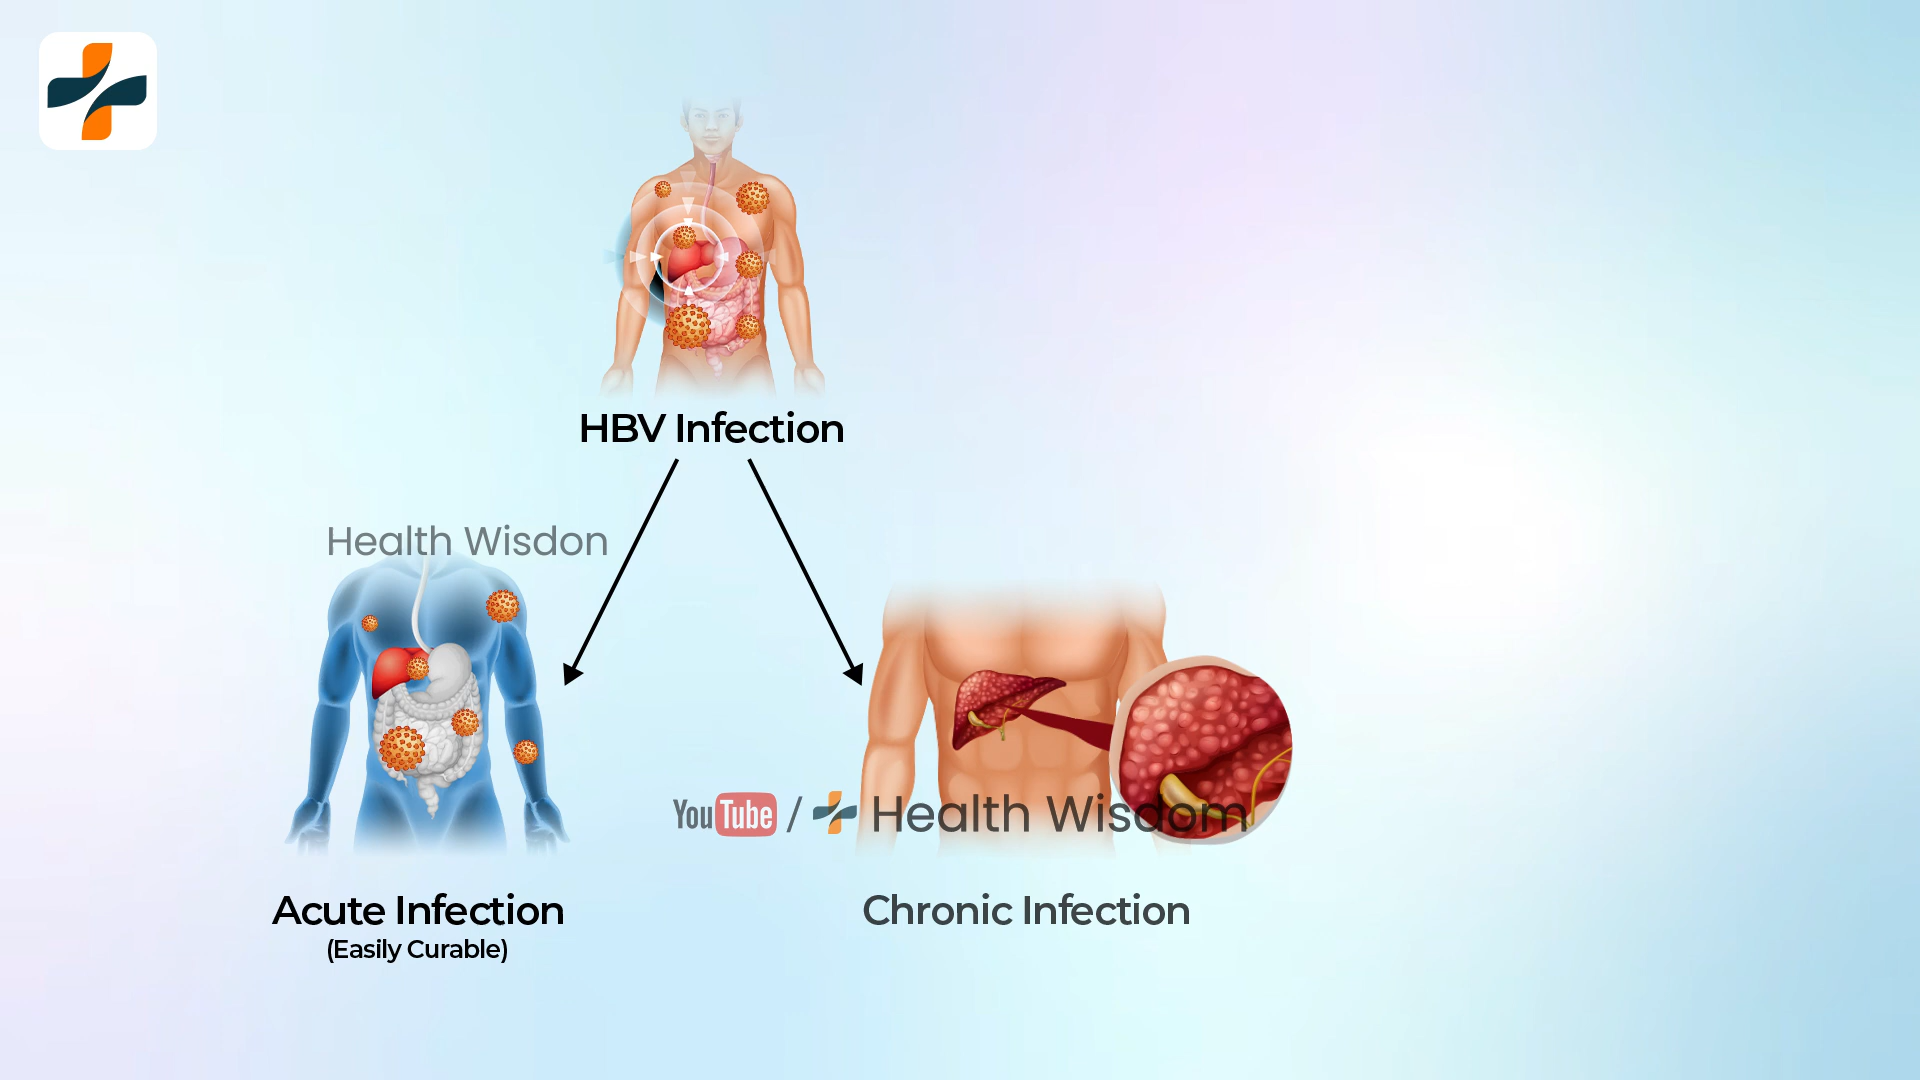 HBV Infection
Health Wisdon
YouTube / Health Wisdom
Acute Infection
(Easily Curable)
Chronic Infection